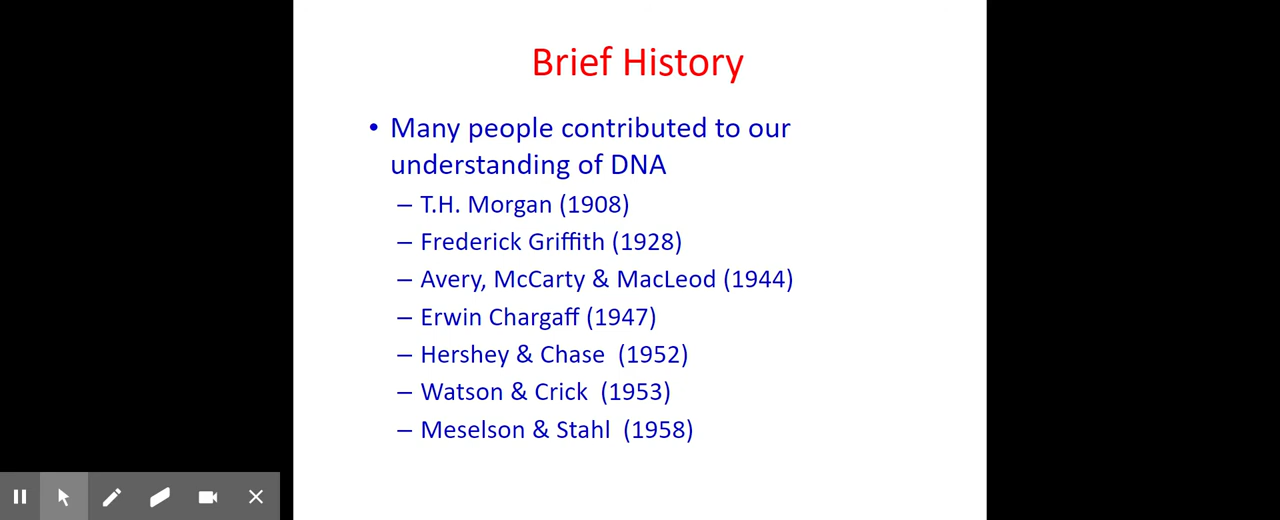 Brief History
• Many people contributed to our
understanding of DNA
– T.H. Morgan (1908)
– Frederick Griffith (1928)
– Avery, McCarty & MacLeod (1944)
– Erwin Chargaff (1947)
– Hershey & Chase (1952)
– Watson & Crick (1953)
– Meselson & Stahl (1958)